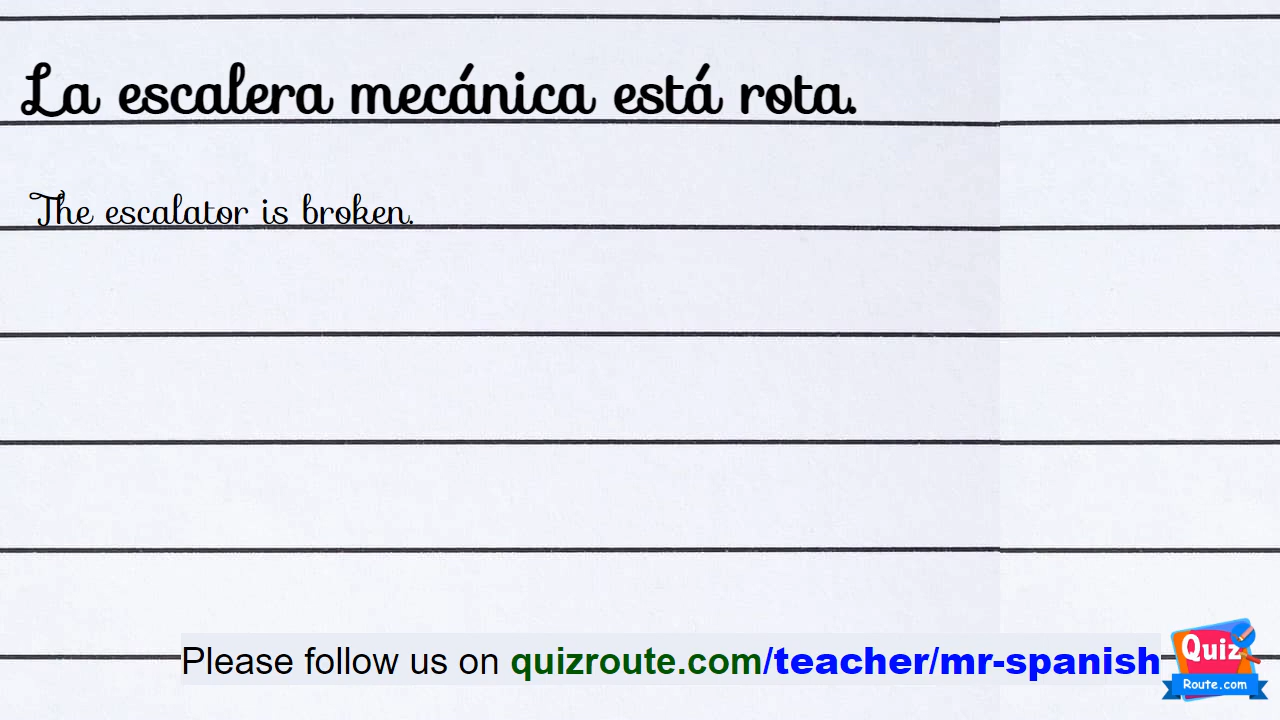 La escalera mecánica está rota.
The escalator is broken.
Please follow us on quizroute.com/teacher/mr-spanish
Quiz
Route.com